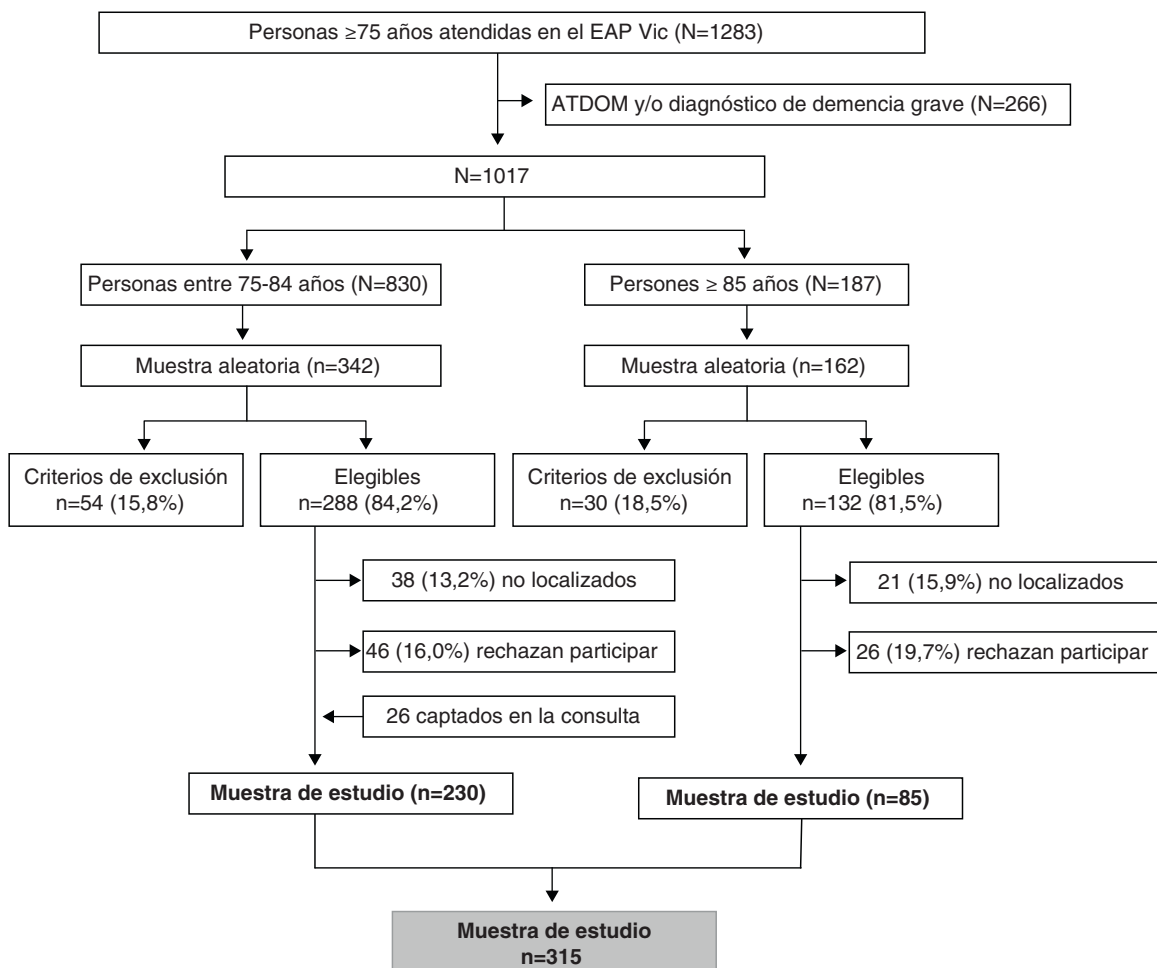 Personas ≥75 años atendidas en el EAP Vic (N=1283)
ATDOM y/o diagnóstico de demencia grave (N=266)
N=1017
Personas entre 75-84 años (N=830)
Persones ≥ 85 años (N=187)
Muestra aleatoria (n=342)
Muestra aleatoria (n=162)
Criterios de exclusión
n=54 (15,8%)
Elegibles
n=288 (84,2%)
Criterios de exclusión
n=30 (18,5%)
Elegibles
n=132 (81,5%)
38 (13,2%) no localizados
21 (15,9%) no localizados
46 (16,0%) rechazan participar
26 (19,7%) rechazan participar
26 captados en la consulta
Muestra de estudio (n=230)
Muestra de estudio (n=85)
Muestra de estudio
n=315